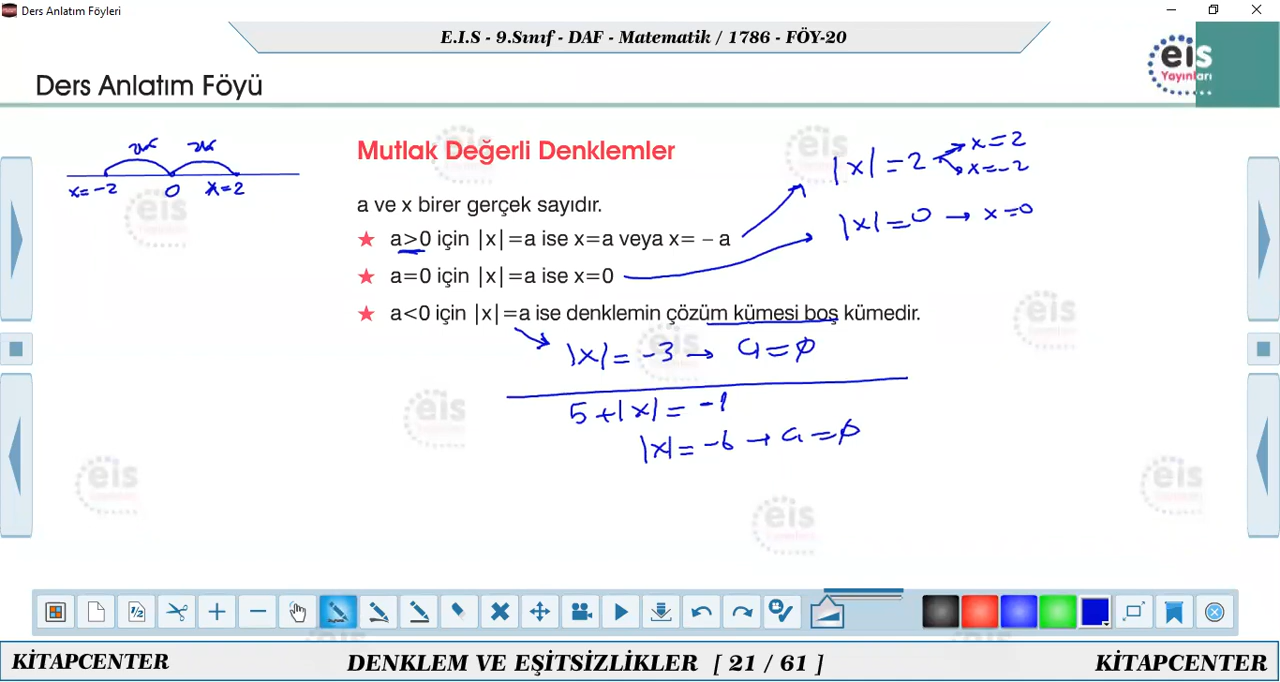 Ders Anlatım Föyleri
E.I.S - 9.Sınıf - DAF - Matematik / 1786 - FÖY-20
Ders Anlatım Föyü
eis
Yayınları
x=-2 0 x=2
Mutlak Değerli Denklemler
|x|=2 x=2
x=-2
a ve x birer gerçek sayıdır.
|x|=0 → x=0
★ a>0 için |x|=a ise x=a veya x= – a
★ a=0 için |x|=a ise x=0
★ a<0 için |x|=a ise denklemin çözüm kümesi boş kümedir.
|x|=-3 → Ç=∅
5+|x|=-1
|x|=-6 → Ç=∅
KİTAPCENTER
DENKLEM VE EŞİTSİZLİKLER [ 21 / 61 ]
KİTAPCENTER